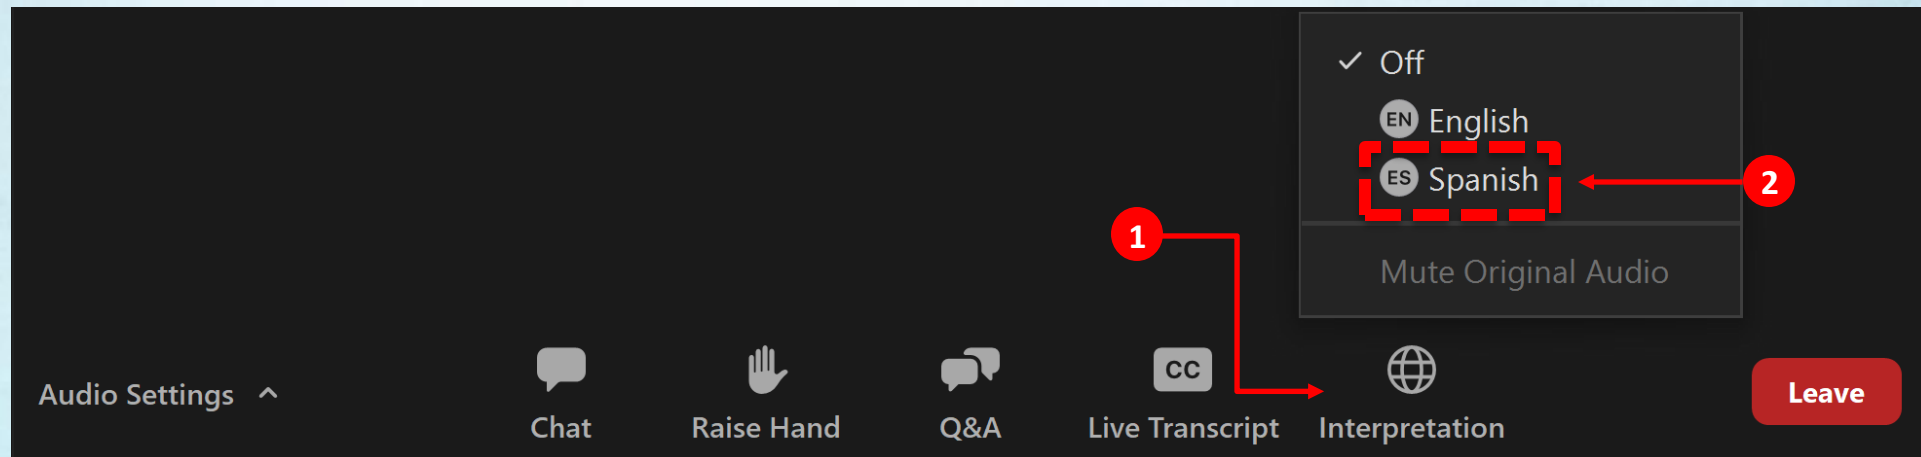 Off
EN English
ES Spanish
2
1
Mute Original Audio
CC
Audio Settings
Chat
Raise Hand
Q&A
Live Transcript
Interpretation
Leave